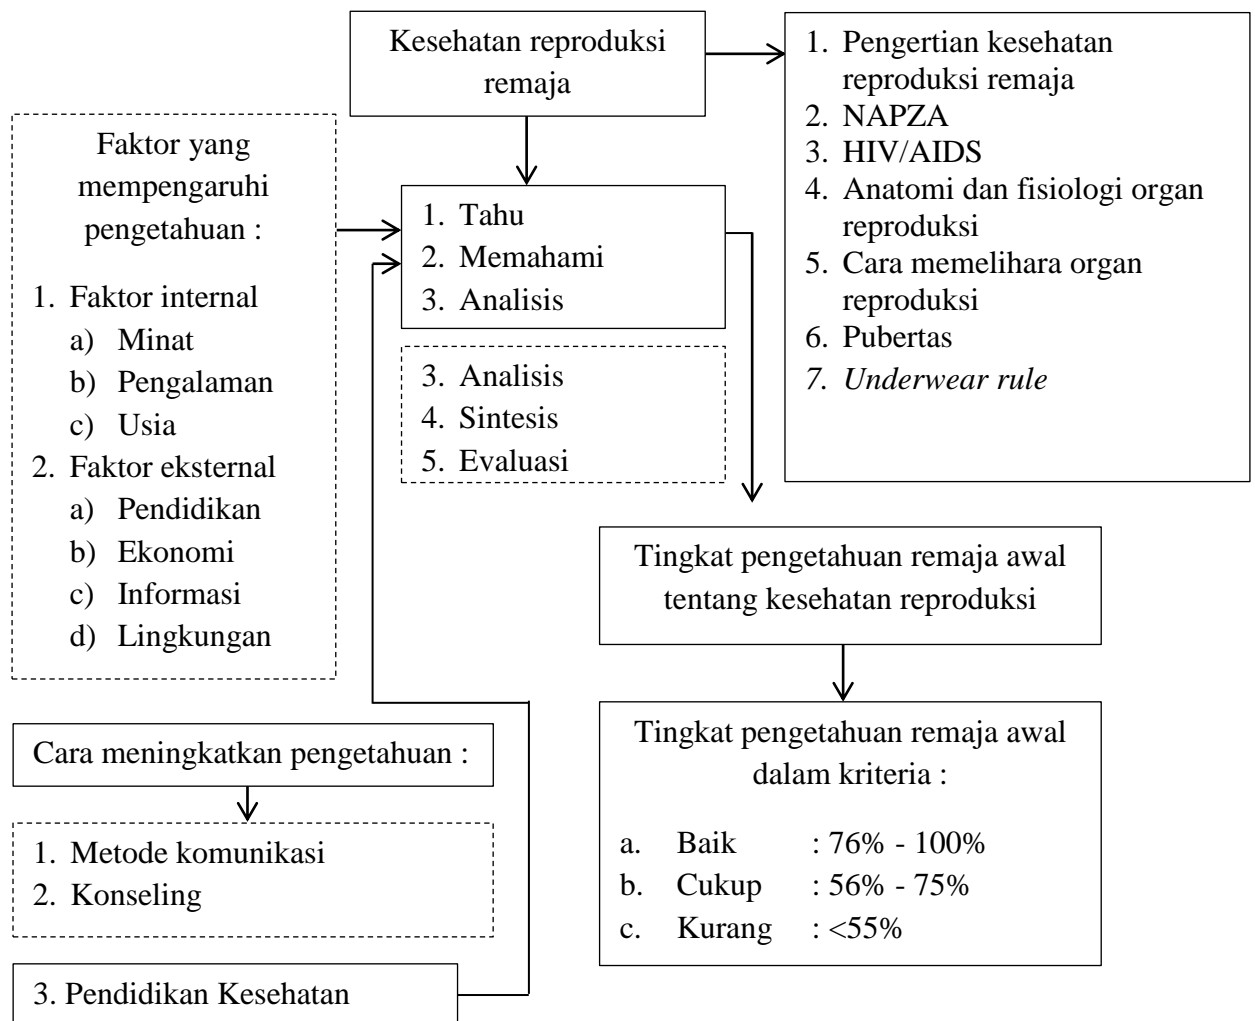 Kesehatan reproduksi
remaja
1. Pengertian kesehatan
reproduksi remaja
2. NAPZA
3. HIV/AIDS
4. Anatomi dan fisiologi organ
reproduksi
5. Cara memelihara organ
reproduksi
6. Pubertas
7. Underwear rule
Faktor yang
mempengaruhi
pengetahuan :
1. Faktor internal
a) Minat
b) Pengalaman
c) Usia
2. Faktor eksternal
a) Pendidikan
b) Ekonomi
c) Informasi
d) Lingkungan
1. Tahu
2. Memahami
3. Analisis
3. Analisis
4. Sintesis
5. Evaluasi
Tingkat pengetahuan remaja awal
tentang kesehatan reproduksi
Tingkat pengetahuan remaja awal
dalam kriteria :
a. Baik : 76% - 100%
b. Cukup : 56% - 75%
c. Kurang : <55%
Cara meningkatkan pengetahuan :
1. Metode komunikasi
2. Konseling
3. Pendidikan Kesehatan